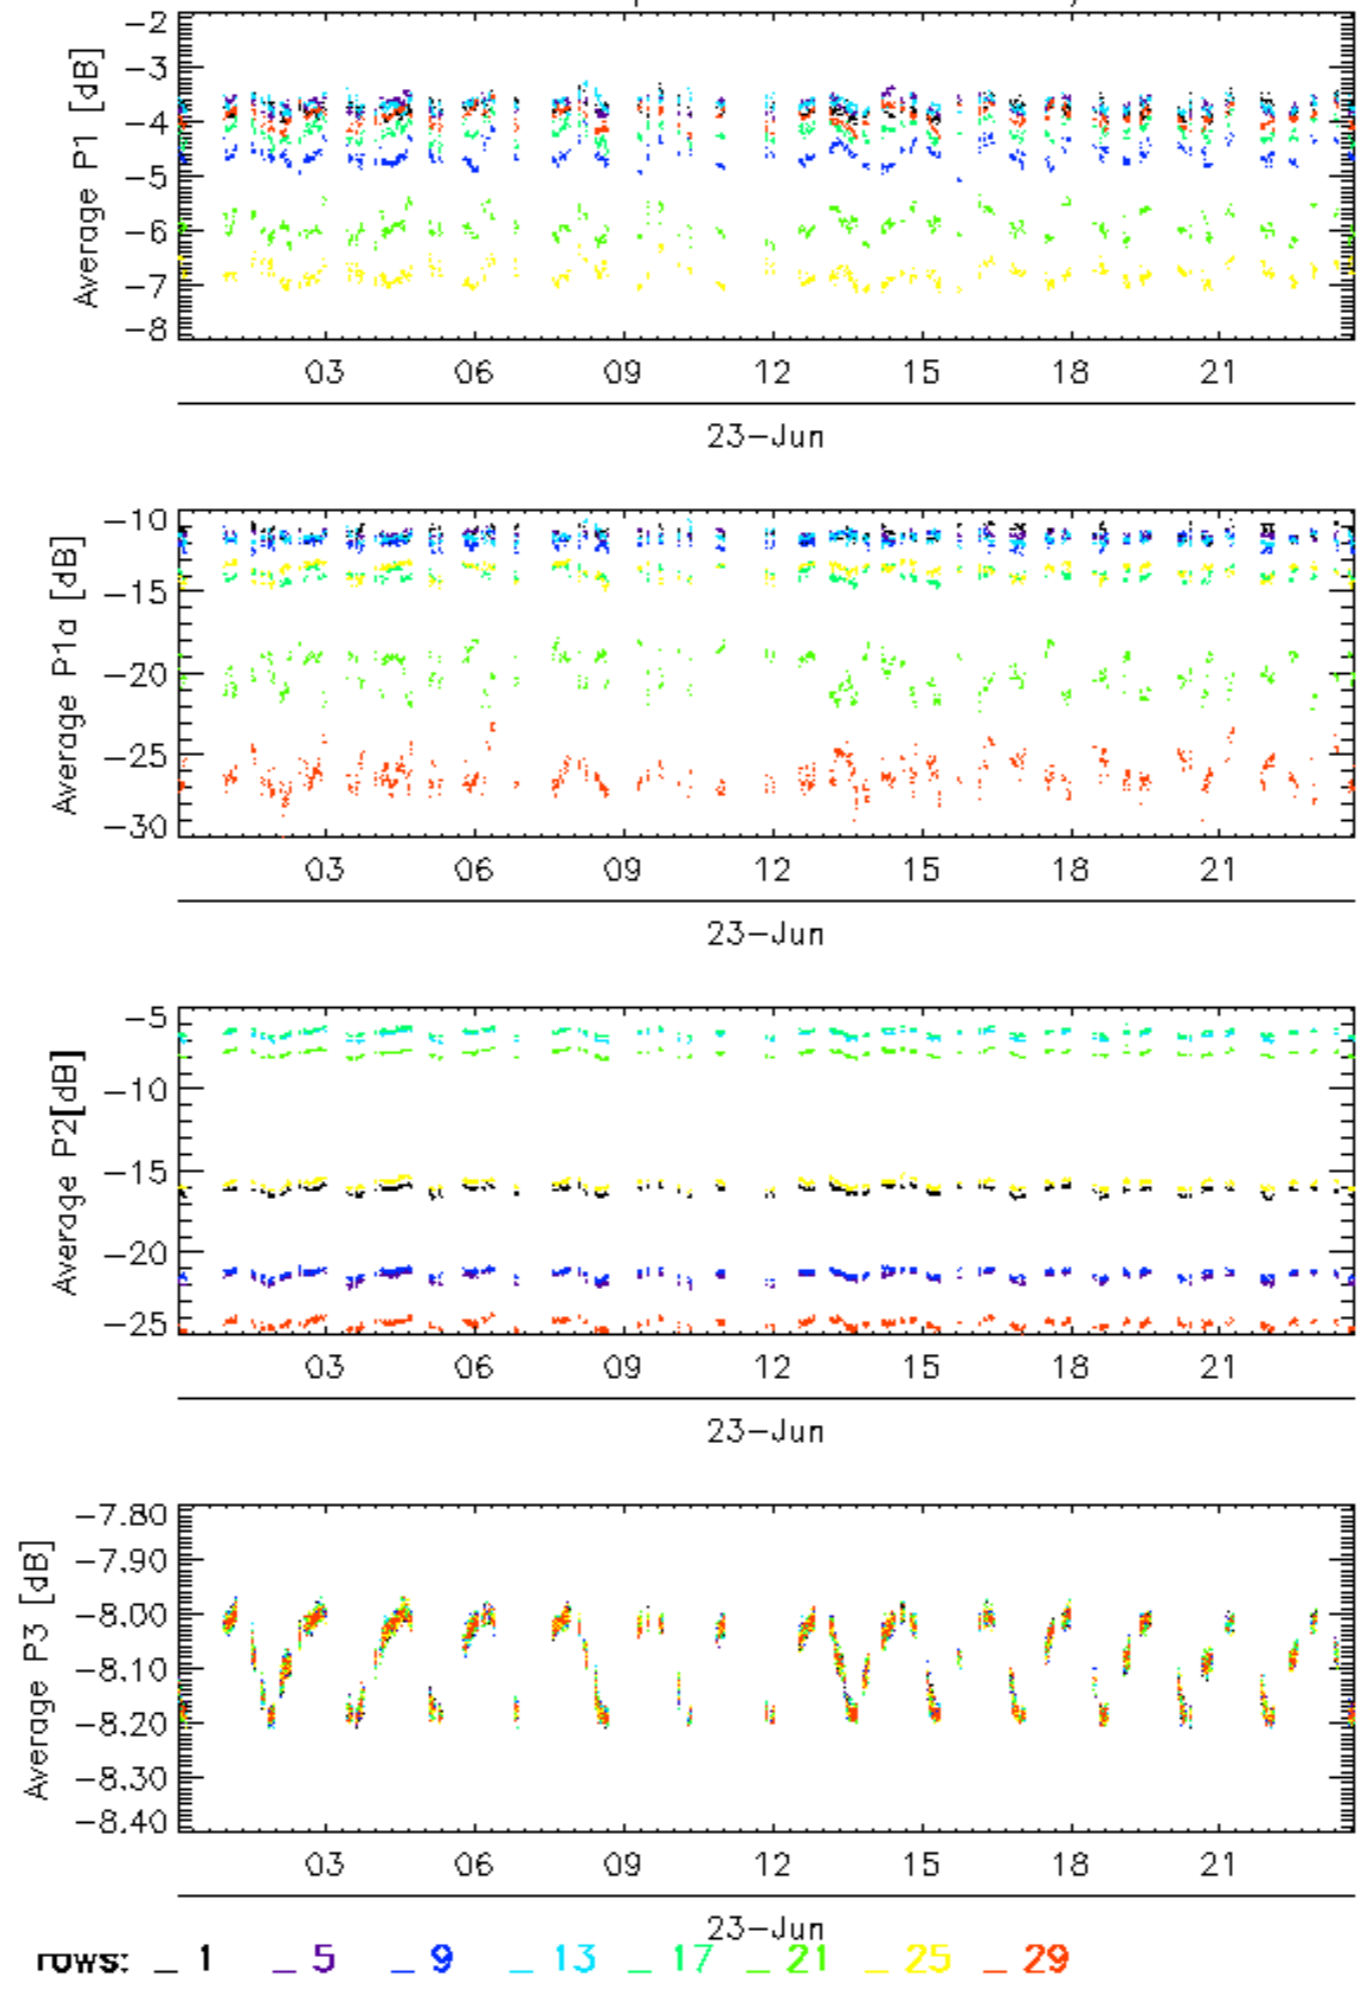 Average P1 [dB]
-2
-3
-4
-5
-6
-7
-8
03 06 09 12 15 18 21
23-Jun
Average P1a [dB]
-10
-15
-20
-25
-30
03 06 09 12 15 18 21
23-Jun
Average P2[dB]
-5
-10
-15
-20
-25
03 06 09 12 15 18 21
23-Jun
Average P3 [dB]
-7.80
-7.90
-8.00
-8.10
-8.20
-8.30
-8.40
03 06 09 12 15 18 21
23-Jun
rows: _ 1 _ 5 _ 9 _ 13 _ 17 _ 21 _ 25 _ 29